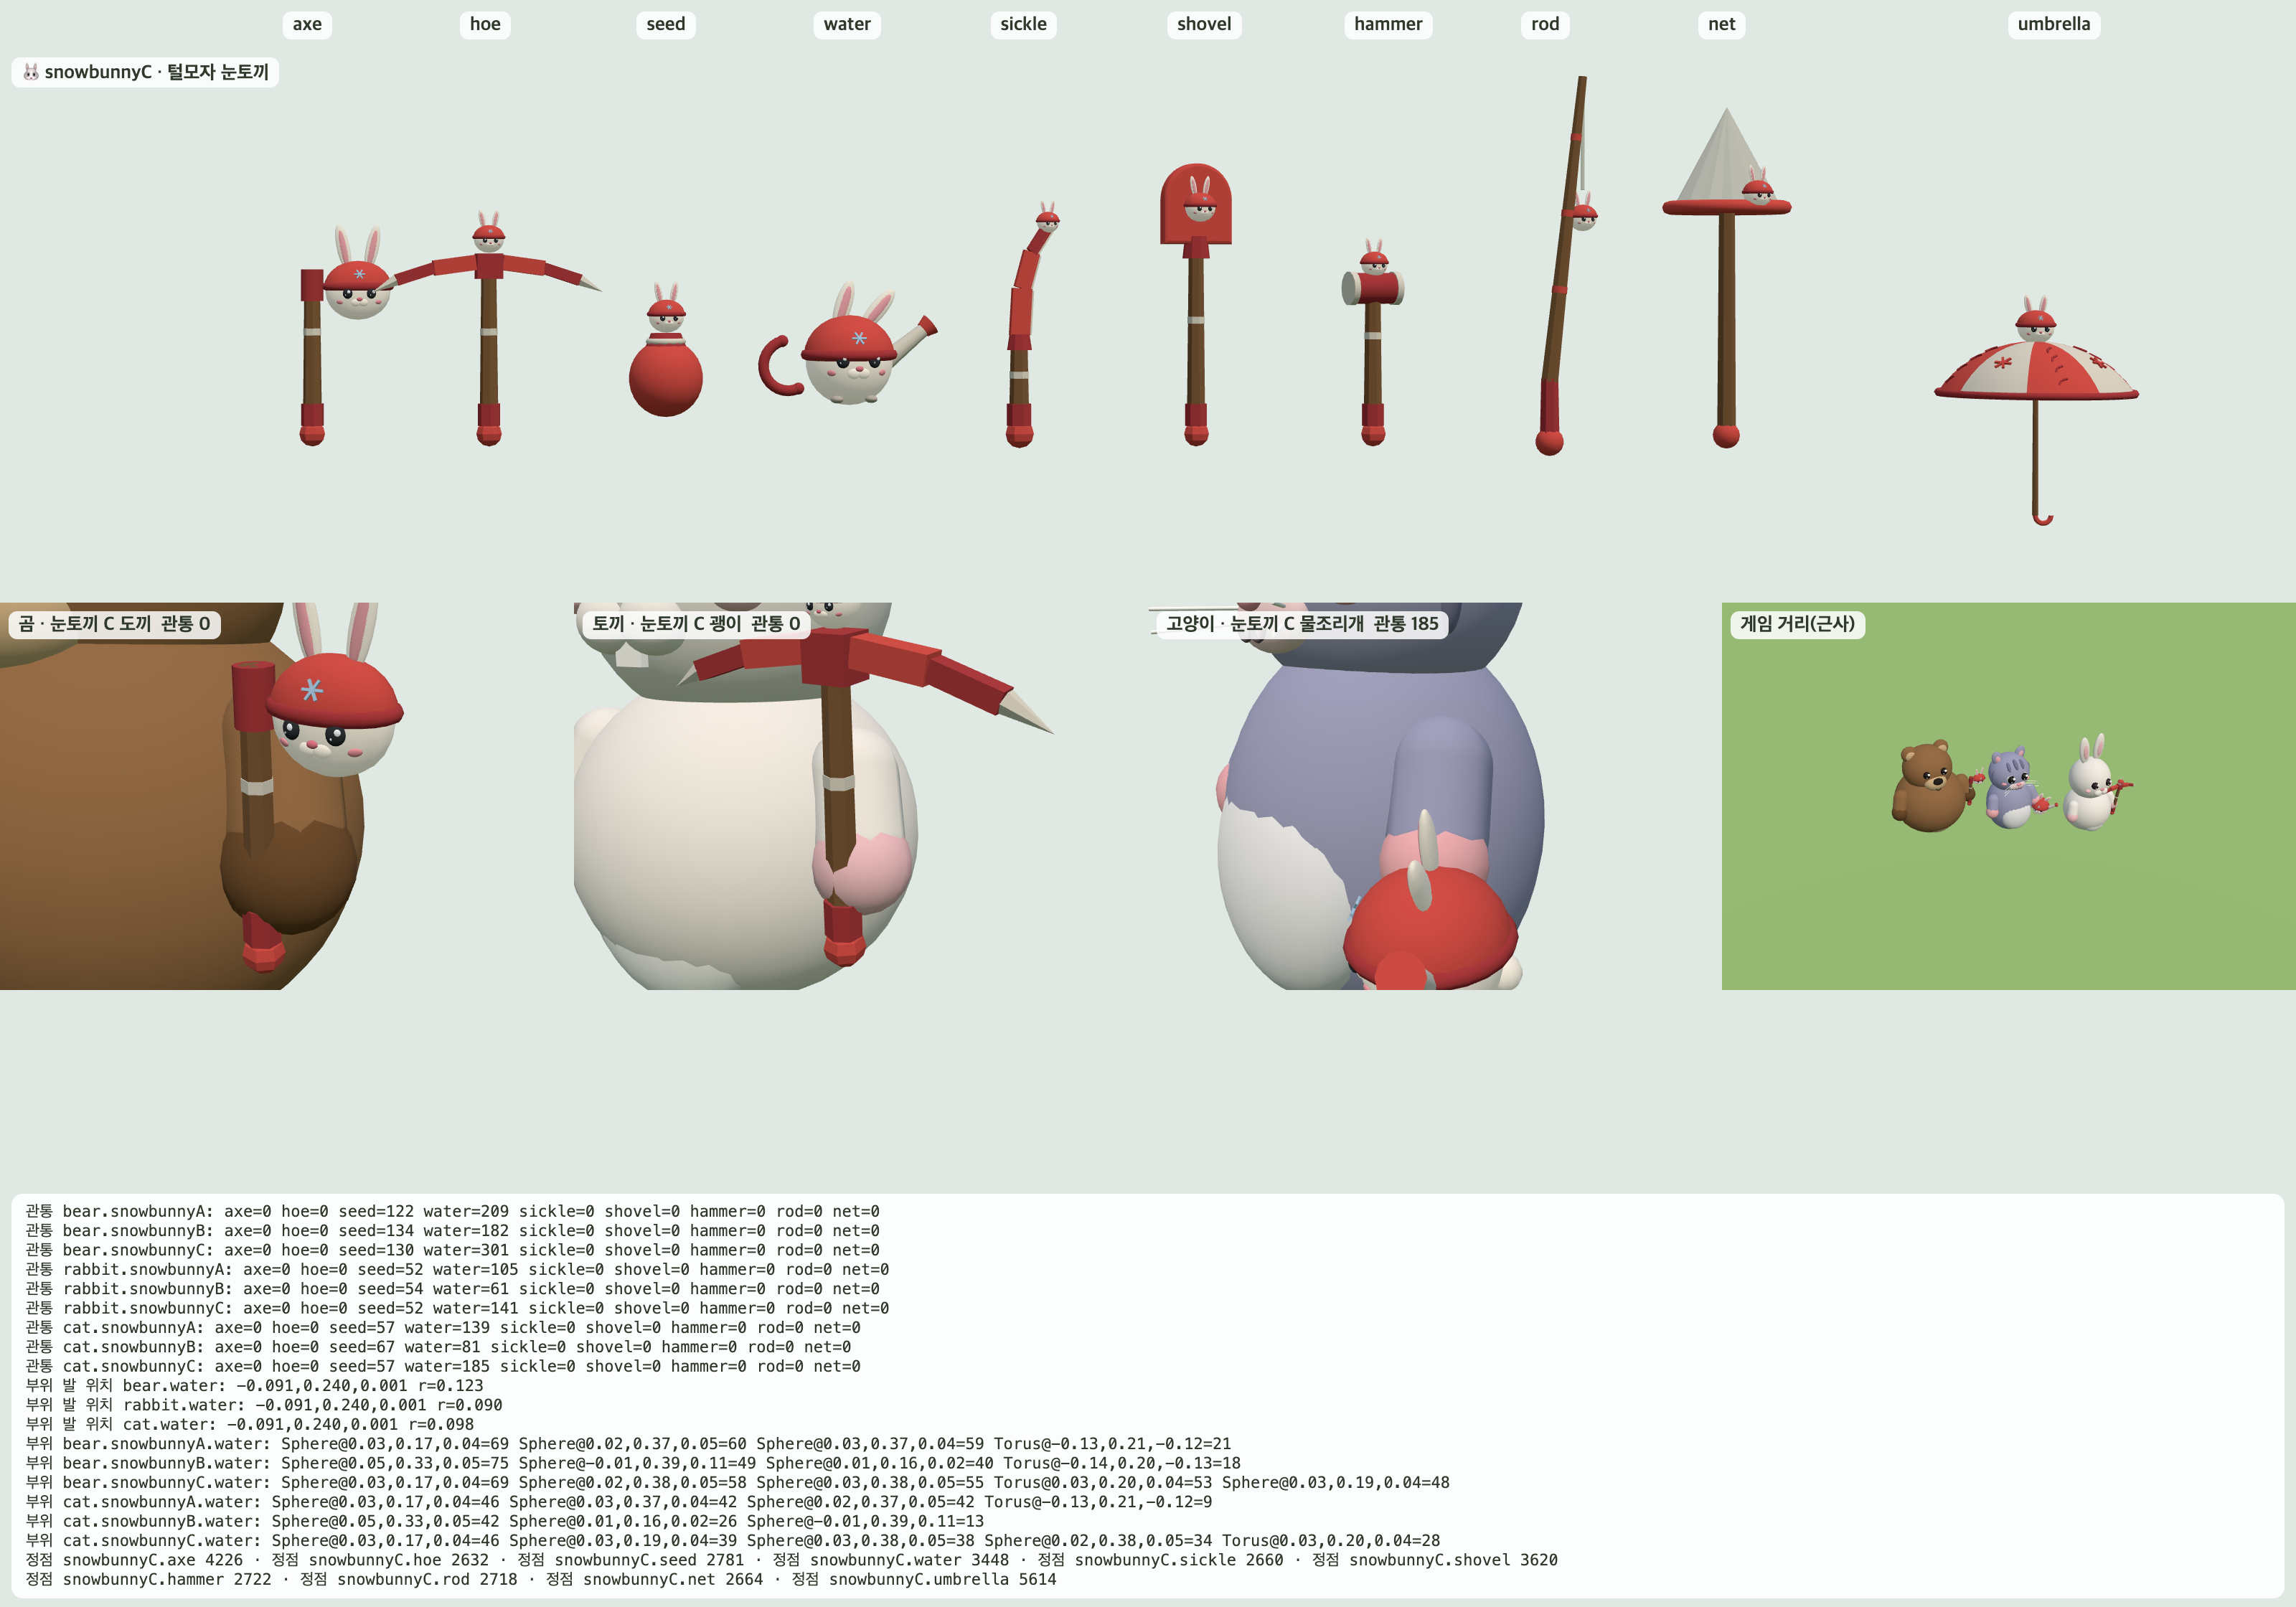 axe hoe seed water sickle shovel hammer rod net umbrella
🐰 snowbunnyC · 털모자 눈토끼
곰 · 눈토끼 C 도끼 관통 0
토끼 · 눈토끼 C 괭이 관통 0
고양이 · 눈토끼 C 물조리개 관통 185
게임 거리(근사)
관통 bear.snowbunnyA: axe=0 hoe=0 seed=122 water=209 sickle=0 shovel=0 hammer=0 rod=0 net=0
관통 bear.snowbunnyB: axe=0 hoe=0 seed=134 water=182 sickle=0 shovel=0 hammer=0 rod=0 net=0
관통 bear.snowbunnyC: axe=0 hoe=0 seed=130 water=301 sickle=0 shovel=0 hammer=0 rod=0 net=0
관통 rabbit.snowbunnyA: axe=0 hoe=0 seed=52 water=105 sickle=0 shovel=0 hammer=0 rod=0 net=0
관통 rabbit.snowbunnyB: axe=0 hoe=0 seed=54 water=61 sickle=0 shovel=0 hammer=0 rod=0 net=0
관통 rabbit.snowbunnyC: axe=0 hoe=0 seed=52 water=141 sickle=0 shovel=0 hammer=0 rod=0 net=0
관통 cat.snowbunnyA: axe=0 hoe=0 seed=57 water=139 sickle=0 shovel=0 hammer=0 rod=0 net=0
관통 cat.snowbunnyB: axe=0 hoe=0 seed=67 water=81 sickle=0 shovel=0 hammer=0 rod=0 net=0
관통 cat.snowbunnyC: axe=0 hoe=0 seed=57 water=185 sickle=0 shovel=0 hammer=0 rod=0 net=0
부위 발 위치 bear.water: -0.091,0.240,0.001 r=0.123
부위 발 위치 rabbit.water: -0.091,0.240,0.001 r=0.090
부위 발 위치 cat.water: -0.091,0.240,0.001 r=0.098
부위 bear.snowbunnyA.water: Sphere@0.03,0.17,0.04=69 Sphere@0.02,0.37,0.05=60 Sphere@0.03,0.37,0.04=59 Torus@-0.13,0.21,-0.12=21
부위 bear.snowbunnyB.water: Sphere@0.05,0.33,0.05=75 Sphere@-0.01,0.39,0.11=49 Sphere@0.01,0.16,0.02=40 Torus@-0.14,0.20,-0.13=18
부위 bear.snowbunnyC.water: Sphere@0.03,0.17,0.04=69 Sphere@0.02,0.38,0.05=58 Sphere@0.03,0.38,0.04=55 Torus@0.03,0.20,0.04=53 Sphere@0.03,0.19,0.04=48
부위 cat.snowbunnyA.water: Sphere@0.03,0.17,0.04=46 Sphere@0.03,0.37,0.04=42 Sphere@0.02,0.37,0.05=42 Torus@-0.13,0.21,-0.12=9
부위 cat.snowbunnyB.water: Sphere@0.05,0.33,0.05=42 Sphere@0.01,0.16,0.02=26 Sphere@-0.01,0.39,0.11=13
부위 cat.snowbunnyC.water: Sphere@0.03,0.17,0.04=46 Sphere@0.03,0.19,0.04=39 Sphere@0.03,0.38,0.04=38 Sphere@0.02,0.38,0.05=34 Torus@0.03,0.20,0.04=28
정점 snowbunnyC.axe 4226 · 정점 snowbunnyC.hoe 2632 · 정점 snowbunnyC.seed 2781 · 정점 snowbunnyC.water 3448 · 정점 snowbunnyC.sickle 2660 · 정점 snowbunnyC.shovel 3620
정점 snowbunnyC.hammer 2722 · 정점 snowbunnyC.rod 2718 · 정점 snowbunnyC.net 2664 · 정점 snowbunnyC.umbrella 5614